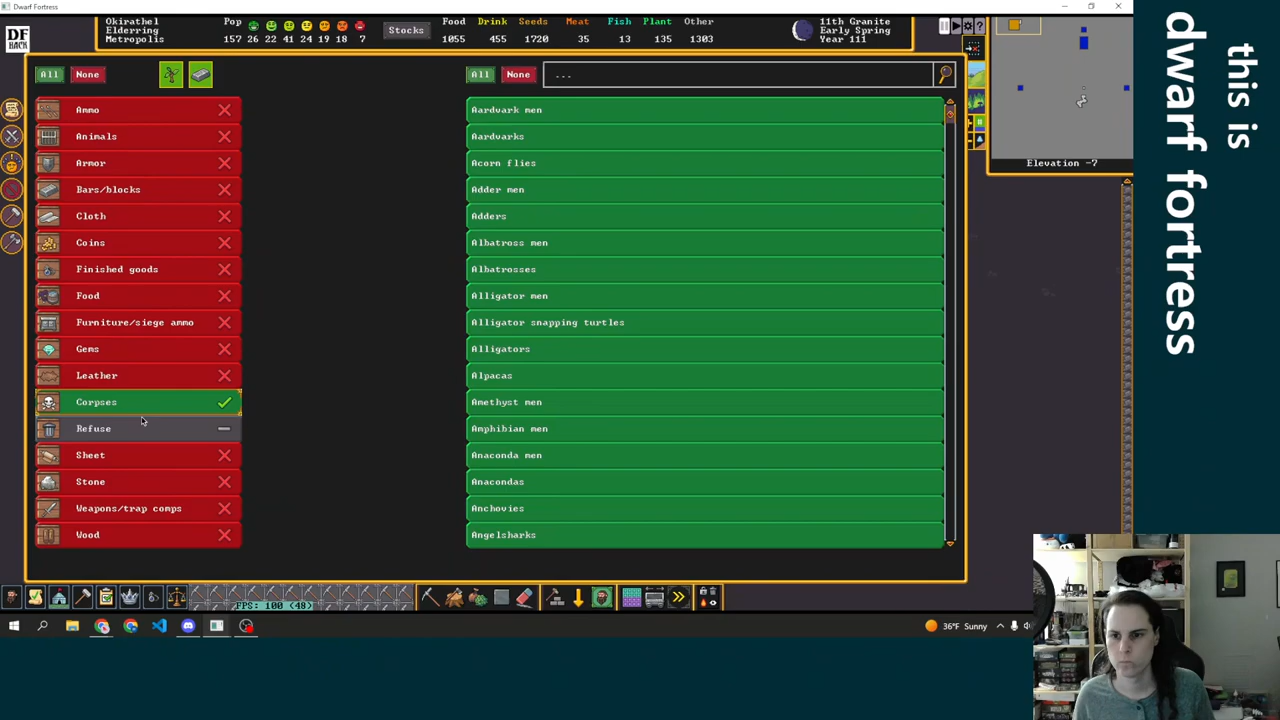 Dwarf Fortress
DF
HACK
Okirathel
Elderring
Metropolis
Pop
157 26 22 41 24 19 18 7
Stocks
Food Drink Seeds Meat Fish Plant Other
1055 455 1720 35 13 135 1303
11th Granite
Early Spring
Year 111
Elevation -7
All None
All None
...
Ammo
Animals
Armor
Bars/blocks
Cloth
Coins
Finished goods
Food
Furniture/siege ammo
Gems
Leather
Corpses
Refuse
Sheet
Stone
Weapons/trap comps
Wood
Aardvark men
Aardvarks
Acorn flies
Adder men
Adders
Albatross men
Albatrosses
Alligator men
Alligator snapping turtles
Alligators
Alpacas
Amethyst men
Amphibian men
Anaconda men
Anacondas
Anchovies
Angelsharks
FPS: 100 (48)
36°F Sunny
this is
dwarf fortress